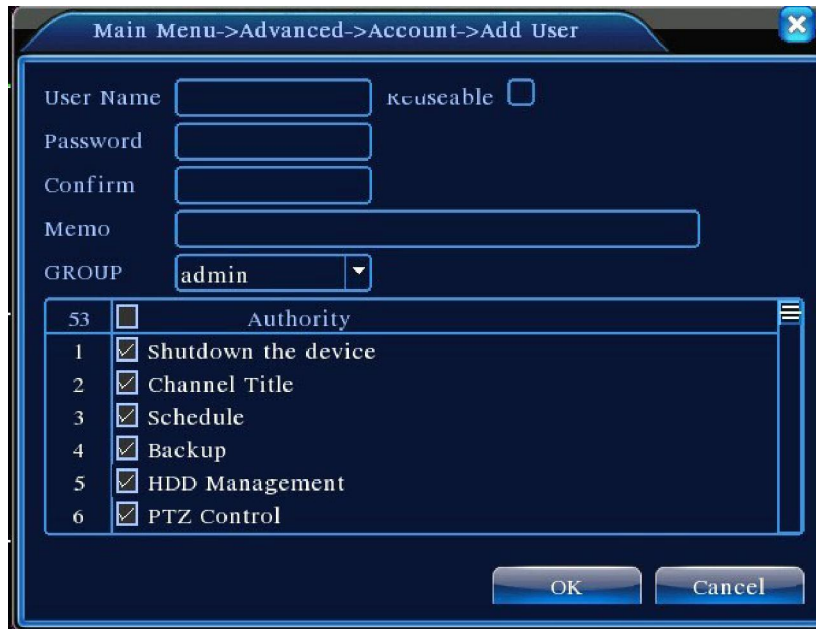 Main Menu->Advanced->Account->Add User
User Name Reuseable
Password
Confirm
Memo
GROUP admin
53 Authority
1 Shutdown the device
2 Channel Title
3 Schedule
4 Backup
5 HDD Management
6 PTZ Control
OK Cancel